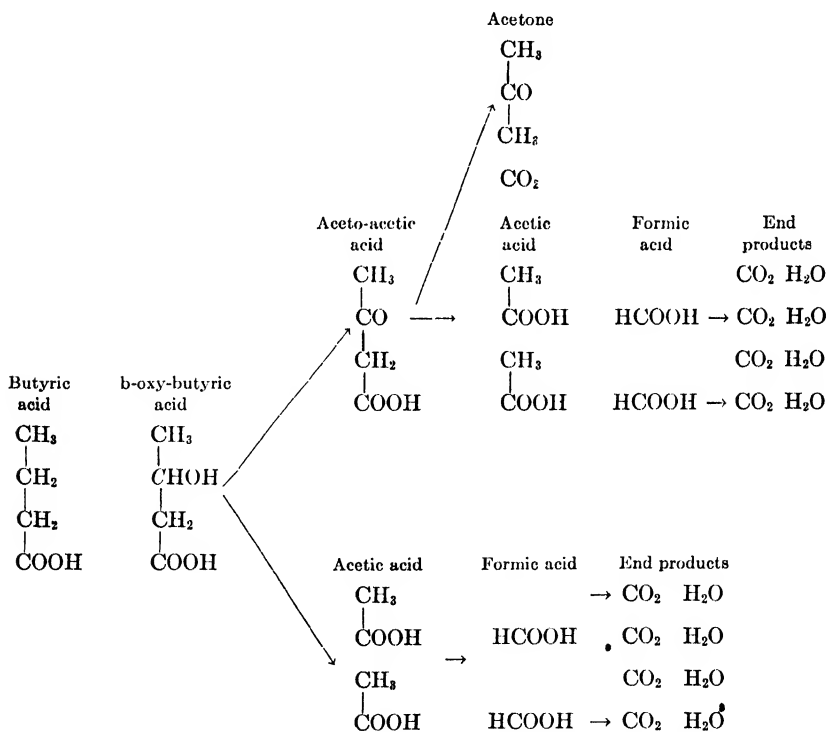 Acetone
CH₃
CO
CH₃
CO₂
Aceto-acetic acid
CH₃
CO
CH₂
COOH
Acetic acid
CH₃
COOH
CH₃
COOH
Formic acid
HCOOH →
HCOOH →
End products
CO₂ H₂O
CO₂ H₂O
CO₂ H₂O
CO₂ H₂O
Butyric acid
CH₃
CH₂
CH₂
COOH
b-oxy-butyric acid
CH₃
CHOH
CH₂
COOH
Acetic acid
CH₃
COOH
CH₃
COOH
→
Formic acid
HCOOH
HCOOH →
End products
→ CO₂ H₂O
CO₂ H₂O
CO₂ H₂O
CO₂ H₂O